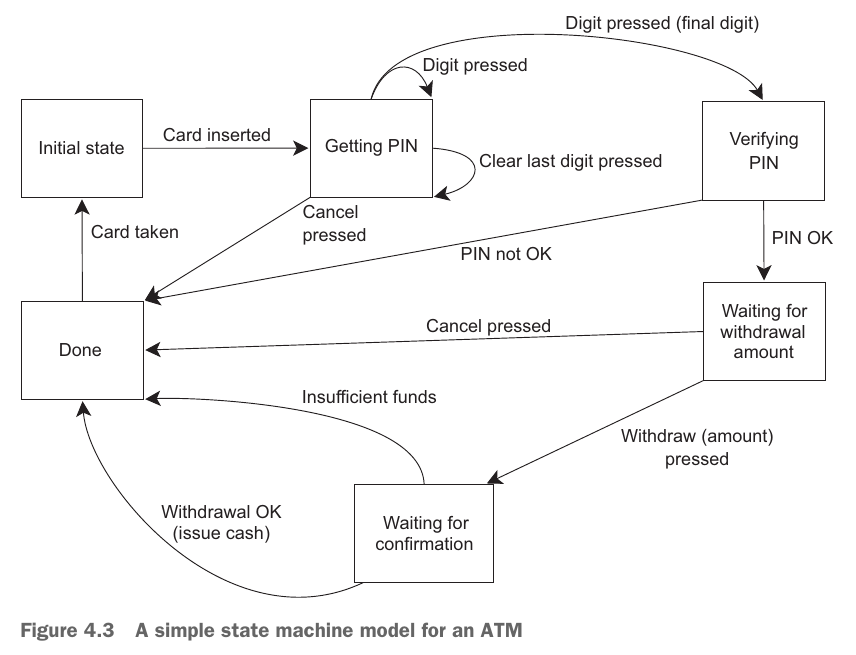 Digit pressed (final digit)
Digit pressed
Initial state
Card inserted
Getting PIN
Clear last digit pressed
Verifying
PIN
Card taken
Cancel
pressed
PIN not OK
PIN OK
Done
Cancel pressed
Waiting for
withdrawal
amount
Insufficient funds
Withdraw (amount)
pressed
Withdrawal OK
(issue cash)
Waiting for
confirmation
Figure 4.3 A simple state machine model for an ATM